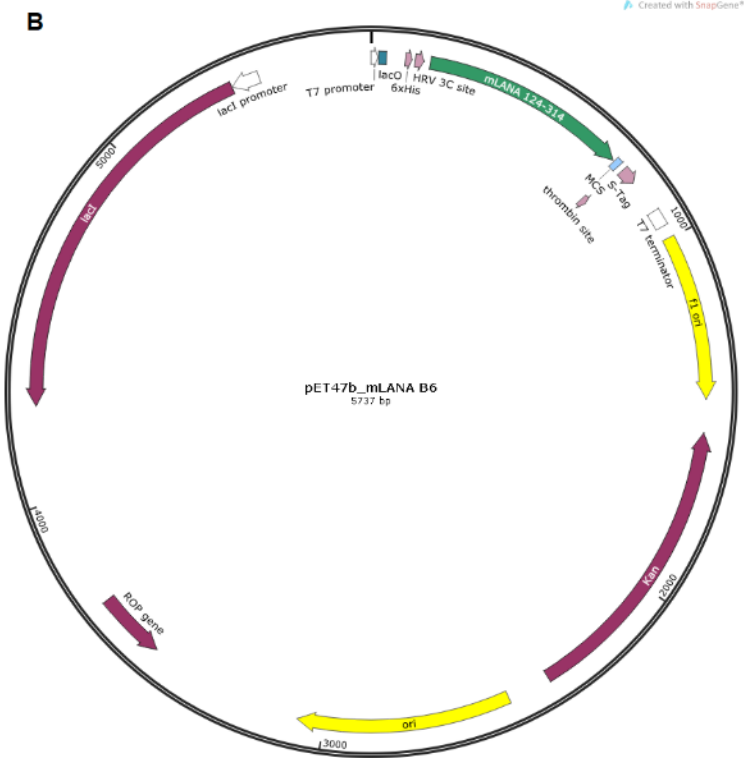 B
Created with SnapGene®
lacI promoter
T7 promoter
lacO
6xHis
HRV 3C site
mLANA 124-314
MCS
S-Tag
thrombin site
1000
T7 terminator
f1 ori
5000
lacI
pET47b_mLANA B6
5737 bp
4000
Kan
2000
ROP gene
ori
3000